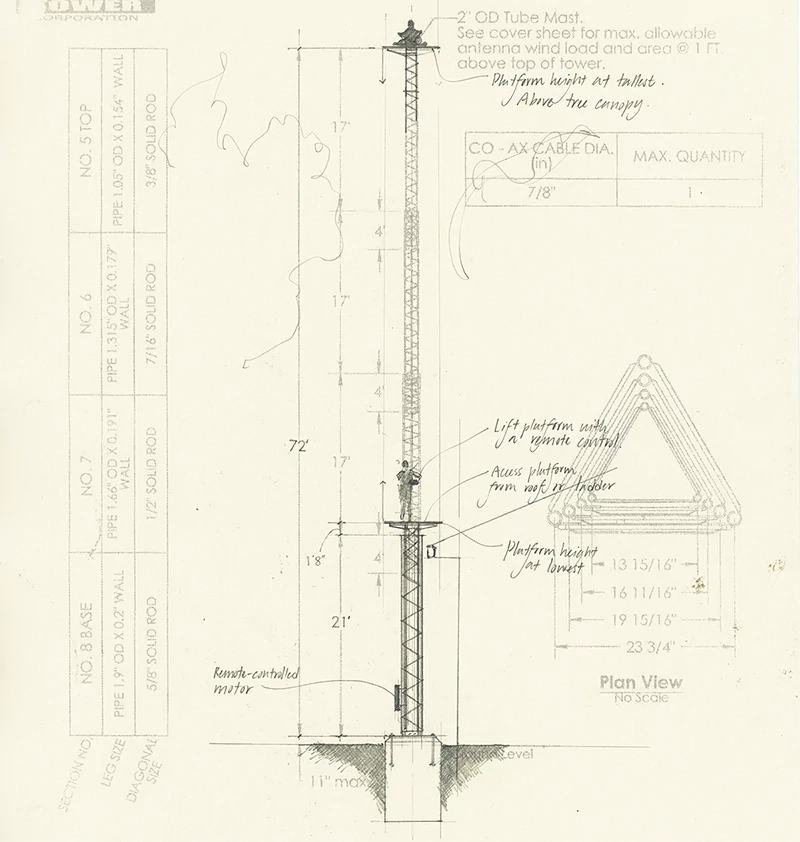 TOWER
CORPORATION
2" OD Tube Mast.
See cover sheet for max. allowable
antenna wind load and area @ 1 FT.
above top of tower.
Platform height at tallest.
Above tree canopy.
CO - AX CABLE DIA.
(in)
MAX. QUANTITY
7/8"
1
NO. 5 TOP
PIPE 1.05" OD X 0.154" WALL
3/8" SOLID ROD
NO. 6
PIPE 1.315" OD X 0.179"
WALL
7/16" SOLID ROD
NO. 7
PIPE 1.66" OD X 0.191"
WALL
1/2" SOLID ROD
NO. 8 BASE
PIPE 1.9" OD X 0.2" WALL
5/8" SOLID ROD
SECTION NO.
LEG SIZE
DIAGONAL
SIZE
17'
4'
17'
4'
72'
17'
1'8"
4'
21'
Lift platform with
a remote control.
Access platform
from roof or ladder
Platform height
at lowest
Remote-controlled
motor
11" max
Level
13 15/16"
16 11/16"
19 15/16"
23 3/4"
Plan View
No Scale